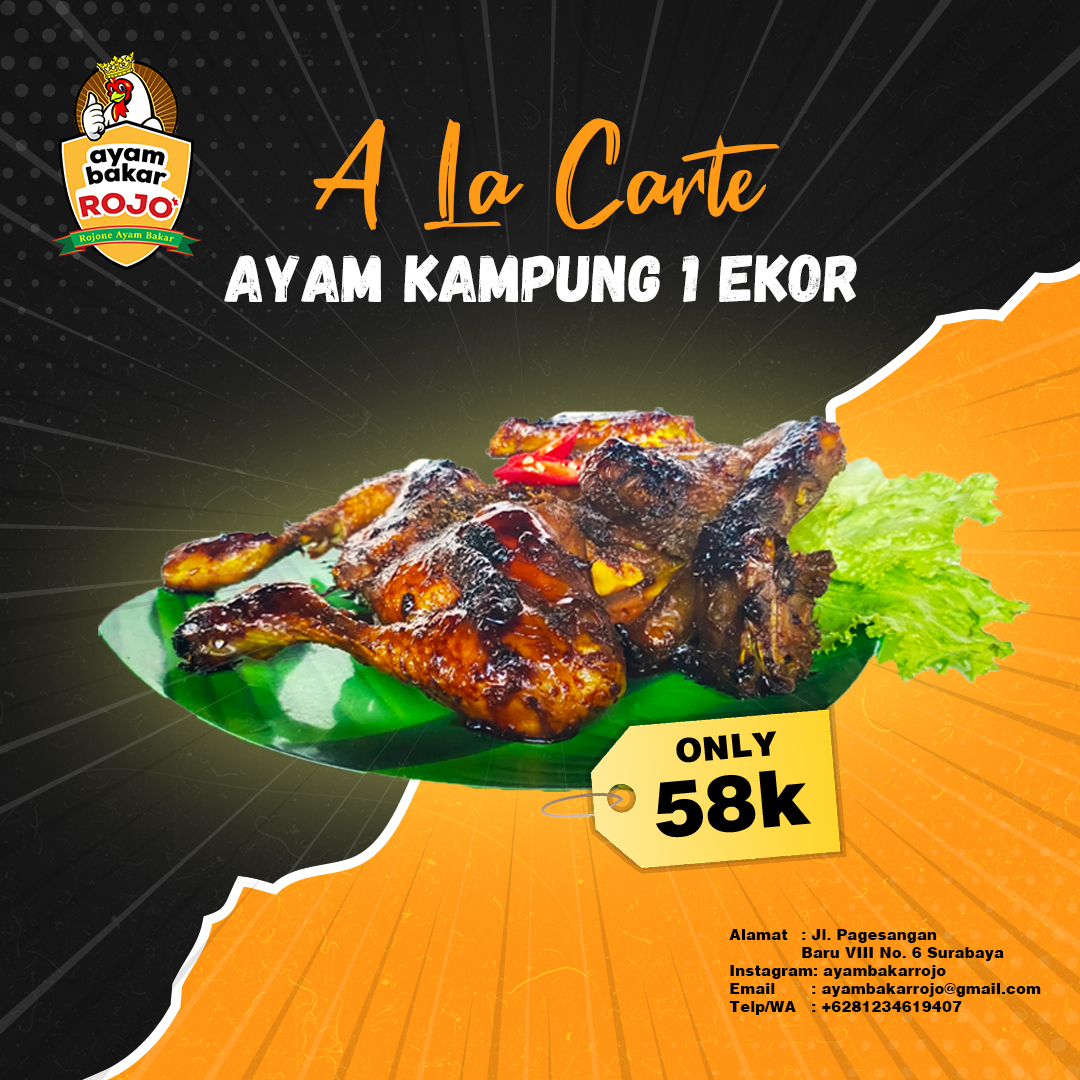 ayam
bakar
ROJO
Rojone Ayam Bakar
A La Carte
AYAM KAMPUNG 1 EKOR
ONLY
58k
Alamat : Jl. Pagesangan
Baru VIII No. 6 Surabaya
Instagram: ayambakarrojo
Email : ayambakarrojo@gmail.com
Telp/WA : +6281234619407